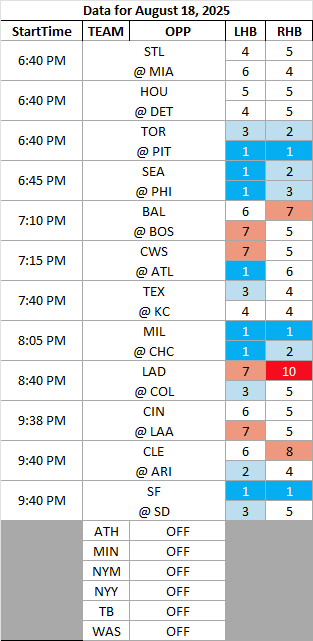 Data for August 18, 2025
StartTime TEAM OPP LHB RHB
6:40 PM STL 4 5
@ MIA 6 4
6:40 PM HOU 5 5
@ DET 4 5
6:40 PM TOR 3 2
@ PIT 1 1
6:45 PM SEA 1 2
@ PHI 1 3
7:10 PM BAL 6 7
@ BOS 7 5
7:15 PM CWS 7 5
@ ATL 1 6
7:40 PM TEX 3 4
@ KC 4 4
8:05 PM MIL 1 1
@ CHC 1 2
8:40 PM LAD 7 10
@ COL 3 5
9:38 PM CIN 6 5
@ LAA 7 5
9:40 PM CLE 6 8
@ ARI 2 4
9:40 PM SF 1 1
@ SD 3 5
ATH OFF
MIN OFF
NYM OFF
NYY OFF
TB OFF
WAS OFF